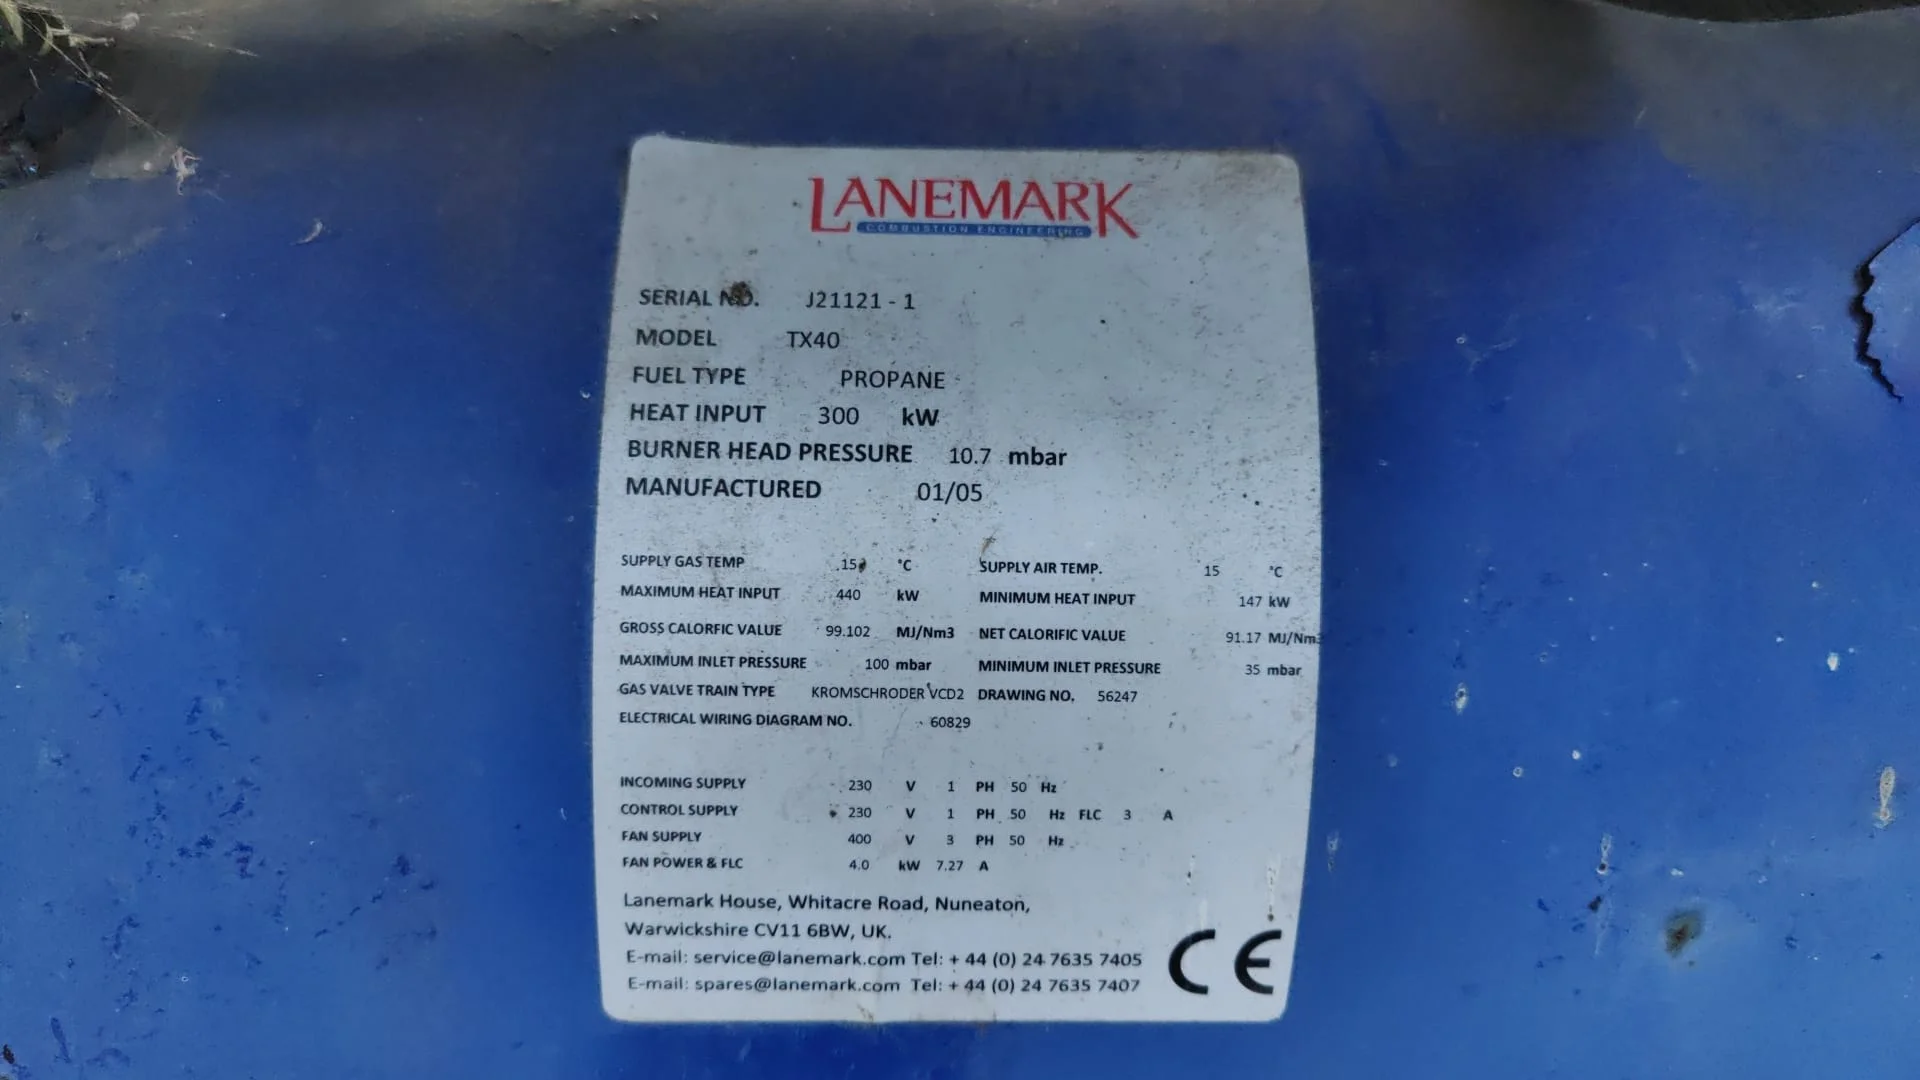 LANEMARK
COMBUSTION ENGINEERING
SERIAL NO. J21121 - 1
MODEL TX40
FUEL TYPE PROPANE
HEAT INPUT 300 kW
BURNER HEAD PRESSURE 10.7 mbar
MANUFACTURED 01/05
SUPPLY GAS TEMP 15 °C SUPPLY AIR TEMP. 15 °C
MAXIMUM HEAT INPUT 440 kW MINIMUM HEAT INPUT 147 kW
GROSS CALORFIC VALUE 99.102 MJ/Nm3 NET CALORIFIC VALUE 91.17 MJ/Nm3
MAXIMUM INLET PRESSURE 100 mbar MINIMUM INLET PRESSURE 35 mbar
GAS VALVE TRAIN TYPE KROMSCHRODER VCD2 DRAWING NO. 56247
ELECTRICAL WIRING DIAGRAM NO. 60829
INCOMING SUPPLY 230 V 1 PH 50 Hz
CONTROL SUPPLY 230 V 1 PH 50 Hz FLC 3 A
FAN SUPPLY 400 V 3 PH 50 Hz
FAN POWER & FLC 4.0 kW 7.27 A
Lanemark House, Whitacre Road, Nuneaton,
Warwickshire CV11 6BW, UK.
E-mail: service@lanemark.com Tel: + 44 (0) 24 7635 7405
E-mail: spares@lanemark.com Tel: + 44 (0) 24 7635 7407
CE